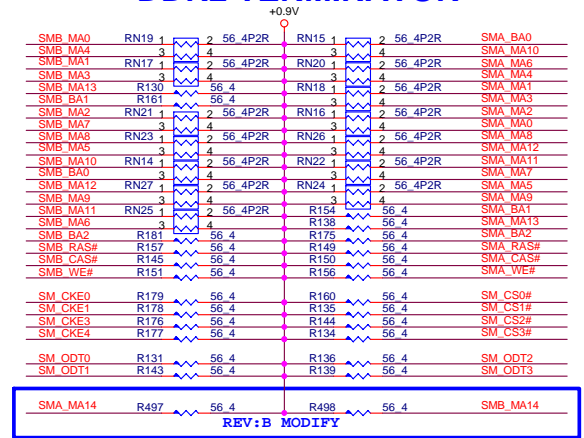 DDR2 TERMINATOR
+0.9V
SMB_MA0 RN19 1 2 56_4P2R RN15 1 2 56_4P2R SMA_BA0
SMB_MA4 3 4 3 4 SMA_MA10
SMB_MA1 RN17 1 2 56_4P2R RN20 1 2 56_4P2R SMA_MA6
SMB_MA3 3 4 3 4 SMA_MA4
SMB_MA13 R130 56_4 RN18 1 2 56_4P2R SMA_MA1
SMB_BA1 R161 56_4 3 4 SMA_MA3
SMB_MA2 RN21 1 2 56_4P2R RN16 1 2 56_4P2R SMA_MA2
SMB_MA7 3 4 3 4 SMA_MA0
SMB_MA8 RN23 1 2 56_4P2R RN26 1 2 56_4P2R SMA_MA8
SMB_MA5 3 4 3 4 SMA_MA12
SMB_MA10 RN14 1 2 56_4P2R RN22 1 2 56_4P2R SMA_MA11
SMB_BA0 3 4 3 4 SMA_MA7
SMB_MA12 RN27 1 2 56_4P2R RN24 1 2 56_4P2R SMA_MA5
SMB_MA9 3 4 3 4 SMA_MA9
SMB_MA11 RN25 1 2 56_4P2R R154 56_4 SMA_BA1
SMB_MA6 3 4 R138 56_4 SMA_MA13
SMB_BA2 R181 56_4 R175 56_4 SMA_BA2
SMB_RAS# R157 56_4 R149 56_4 SMA_RAS#
SMB_CAS# R145 56_4 R150 56_4 SMA_CAS#
SMB_WE# R151 56_4 R156 56_4 SMA_WE#
SM_CKE0 R179 56_4 R160 56_4 SM_CS0#
SM_CKE1 R178 56_4 R135 56_4 SM_CS1#
SM_CKE3 R176 56_4 R144 56_4 SM_CS2#
SM_CKE4 R177 56_4 R134 56_4 SM_CS3#
SM_ODT0 R131 56_4 R136 56_4 SM_ODT2
SM_ODT1 R143 56_4 R139 56_4 SM_ODT3
SMA_MA14 R497 56_4 R498 56_4 SMB_MA14
REV:B MODIFY